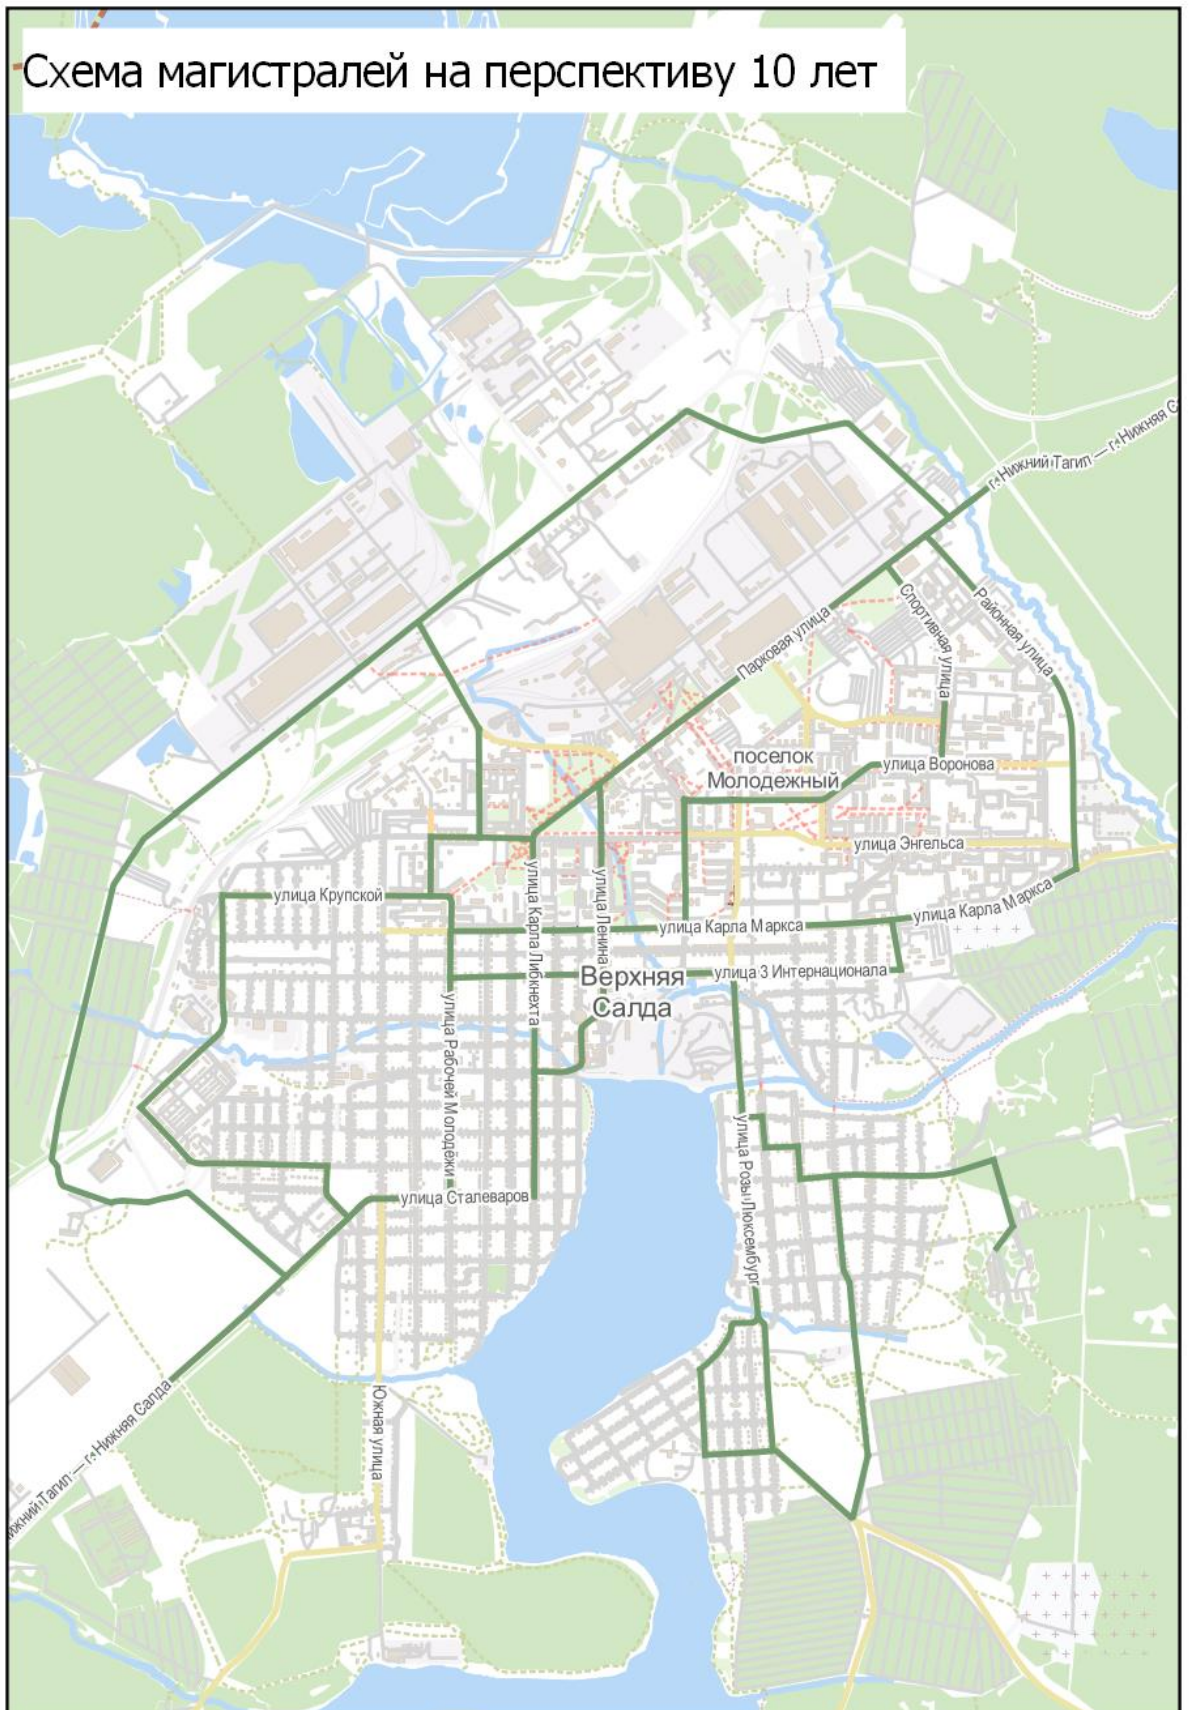 Схема магистралей на перспективу 10 лет
г. Нижний Тагил — г. Нижняя С
Парковая улица
Спортивная улица
Районная улица
поселок
Молодежный
улица Воронова
улица Энгельса
улица Крупской
улица Карла Либкнехта
улица Ленина
улица Карла Маркса
улица Карла Маркса
улица 3 Интернационала
Верхняя
Салда
улица Рабочей Молодёжи
улица Розы Люксембург
улица Сталеваров
Южная улица
ижний Тагил — г. Нижняя Салда